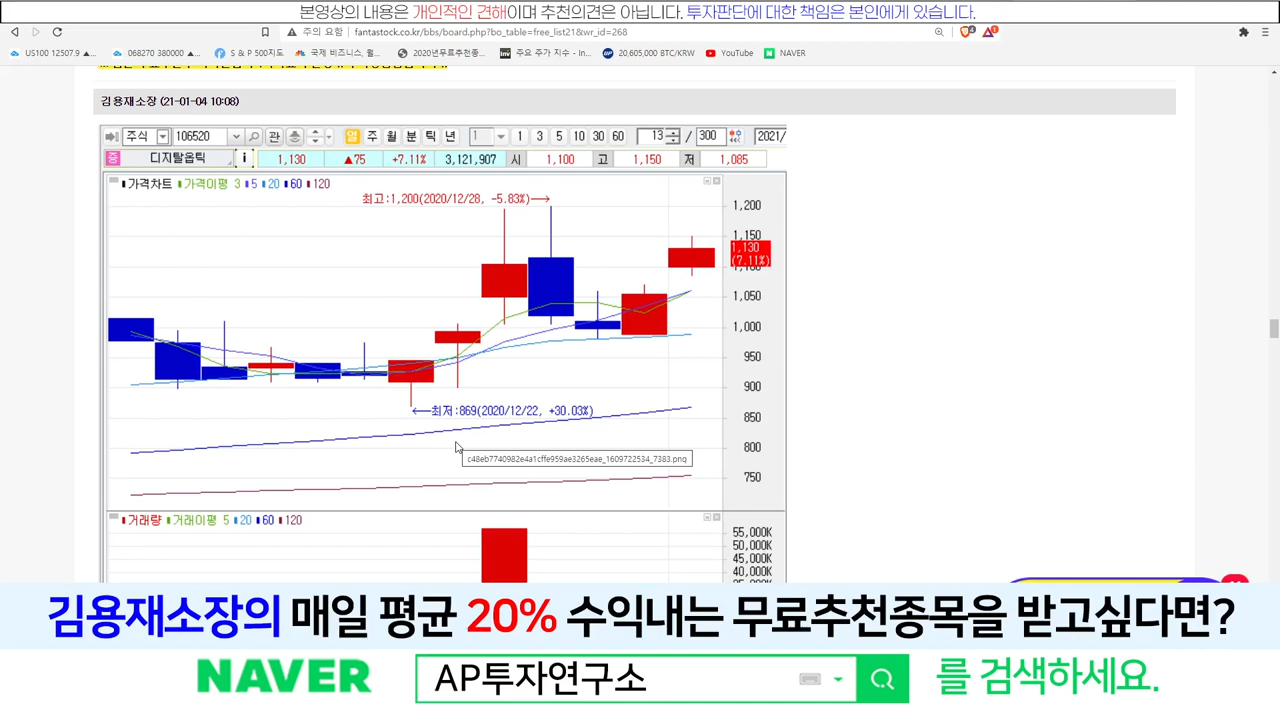 본영상의 내용은 개인적인 견해이며 추천의견은 아닙니다. 투자판단에 대한 책임은 본인에게 있습니다.
주의 요함 fantastock.co.kr/bbs/board.php?bo_table=free_list21&wr_id=268
US100 12507.9 ▲... 068270 380000 ▲... S & P 500지도 국제 비즈니스, 월... 2020년무료추천종... 주요 주가 지수 - In... 20,605,000 BTC/KRW YouTube NAVER
김용재소장 (21-01-04 10:08)
주식 106520 관 일 주 월 분 틱 년 1 1 3 5 10 30 60 13 / 300 2021/
증 디지탈옵틱 i 1,130 ▲75 +7.11% 3,121,907 시 1,100 고 1,150 저 1,085
가격차트 가격이평 3 5 20 60 120
최고:1,200(2020/12/28, -5.83%)→
1,200
1,150
1,130
(7.11%)
1,100
1,050
1,000
950
900
←최저:869(2020/12/22, +30.03%)
850
800
c48eb7740982e4a1cffe959ae3265eae_1609722534_7383.png
750
거래량 거래이평 5 20 60 120
55,000K
50,000K
45,000K
40,000K
김용재소장의 매일 평균 20% 수익내는 무료추천종목을 받고싶다면?
NAVER AP투자연구소 를 검색하세요.